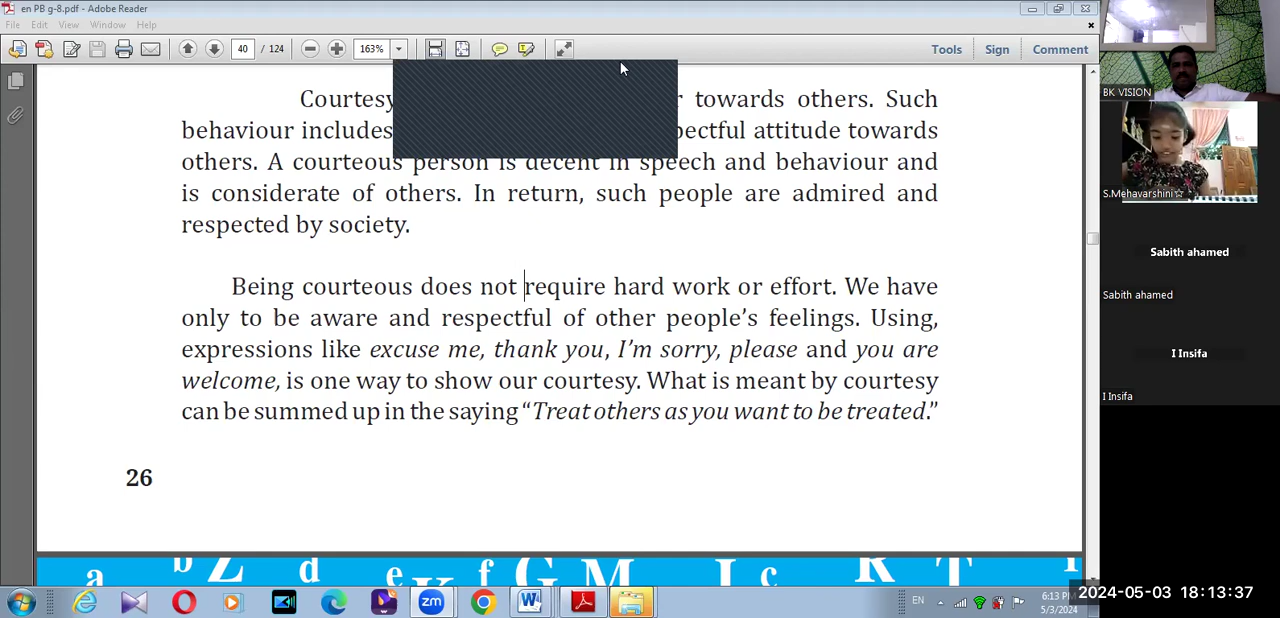 en PB g-8.pdf - Adobe Reader
File Edit View Window Help
40 / 124 163% Tools Sign Comment
Courtesy towards others. Such
behaviour includes attitude towards
others. A courteous person is decent in speech and behaviour and
is considerate of others. In return, such people are admired and
respected by society.
Being courteous does not require hard work or effort. We have
only to be aware and respectful of other people’s feelings. Using,
expressions like excuse me, thank you, I’m sorry, please and you are
welcome, is one way to show our courtesy. What is meant by courtesy
can be summed up in the saying “Treat others as you want to be treated.”
26
a b Z d e K f G M I c R T
BK VISION
S.Mehavarshini☆
Sabith ahamed
Sabith ahamed
I Insifa
I Insifa
zm W
EN
6:13 PM
5/3/2024
2024-05-03 18:13:37